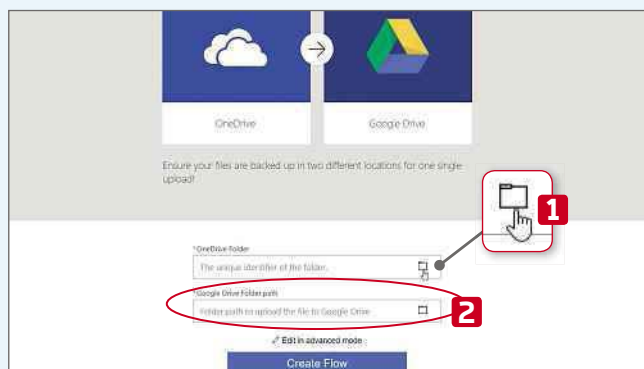 OneDrive
Google Drive
Ensure your files are backed up in two different locations for one single
upload!
1
*OneDrive Folder
The unique identifier of the folder.
*Google Drive Folder path
Folder path to upload the file to Google Drive
2
Edit in advanced mode
Create Flow